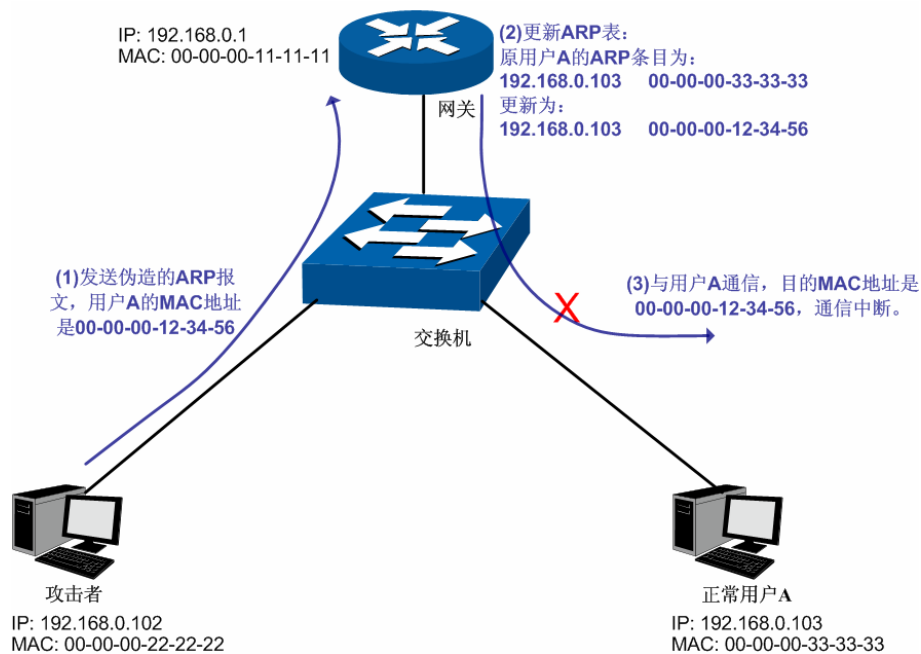 IP: 192.168.0.1
MAC: 00-00-00-11-11-11
(2)更新ARP表：
原用户A的ARP条目为：
192.168.0.103 00-00-00-33-33-33
更新为：
192.168.0.103 00-00-00-12-34-56
网关
(1)发送伪造的ARP报
文，用户A的MAC地址
是00-00-00-12-34-56
(3)与用户A通信，目的MAC地址是
00-00-00-12-34-56，通信中断。
交换机
攻击者
IP: 192.168.0.102
MAC: 00-00-00-22-22-22
正常用户A
IP: 192.168.0.103
MAC: 00-00-00-33-33-33